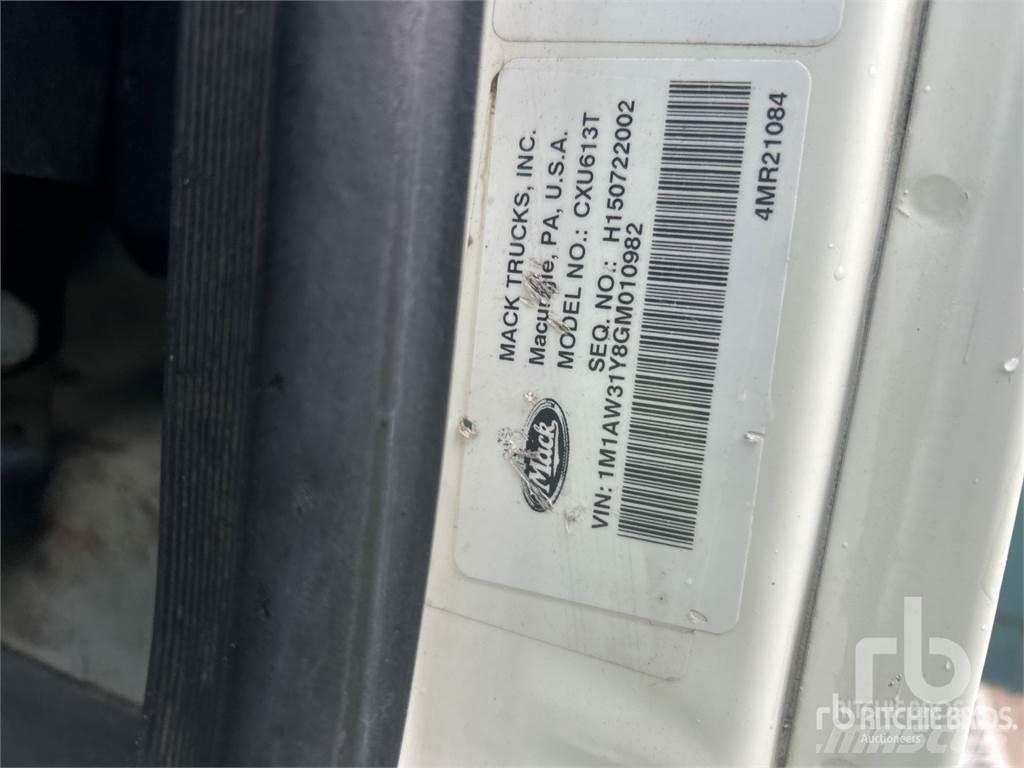 MACK TRUCKS, INC.
Macungie, PA, U.S.A.
MODEL NO.: CXU613T
SEQ. NO.: H150722002
Mack
VIN: 1M1AW31Y8GM010982
4MR21084
rb
rb RITCHIE BROS.
Auctioneers